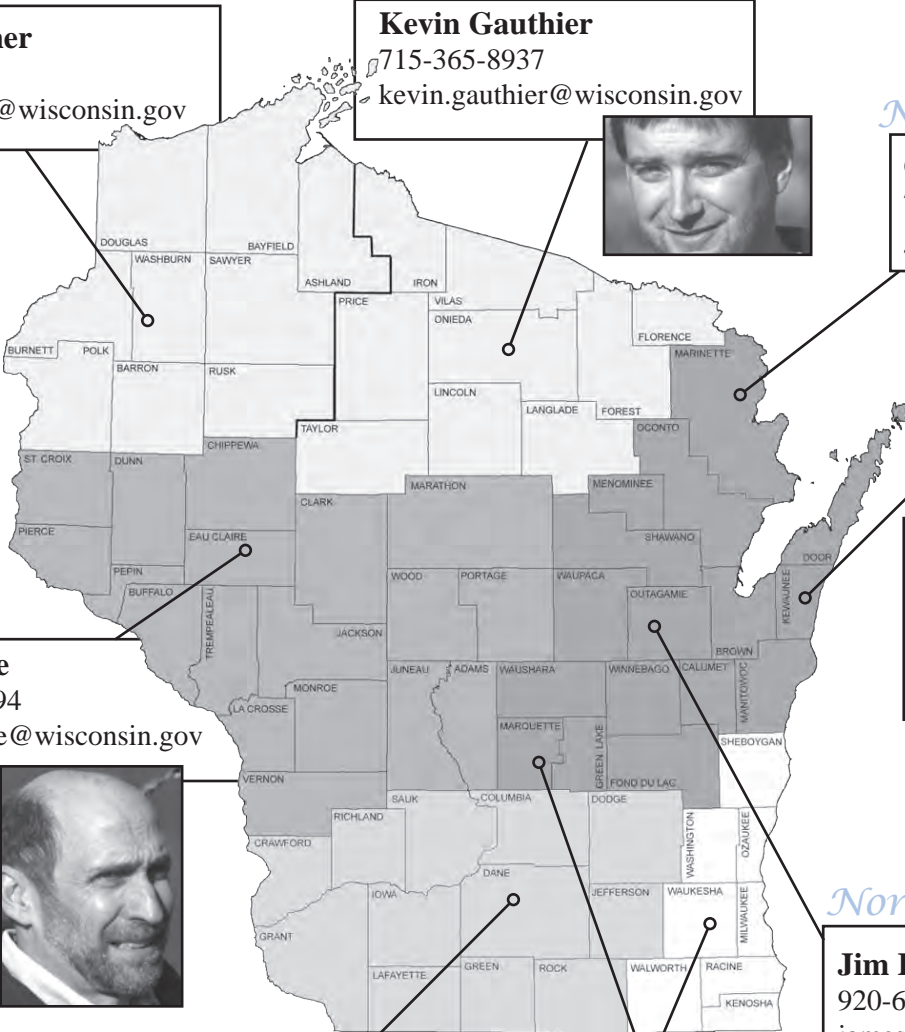 er
@wisconsin.gov
Kevin Gauthier
715-365-8937
kevin.gauthier@wisconsin.gov
N
DOUGLAS
BAYFIELD
WASHBURN
SAWYER
ASHLAND
IRON
PRICE
VILAS
ONIEDA
FLORENCE
BURNETT
POLK
MARINETTE
BARRON
RUSK
LINCOLN
LANGLADE
FOREST
TAYLOR
OCONTO
CHIPPEWA
ST. CROIX
DUNN
MARATHON
MENOMINEE
CLARK
PIERCE
EAU CLAIRE
SHAWANO
DOOR
PEPIN
WOOD
PORTAGE
WAUPACA
BUFFALO
OUTAGAMIE
KEWAUNEE
TREMPEALEAU
JACKSON
BROWN
e
94
e@wisconsin.gov
JUNEAU
ADAMS
WAUSHARA
WINNEBAGO
CALUMET
MANITOWOC
MONROE
LA CROSSE
MARQUETTE
GREEN LAKE
SHEBOYGAN
VERNON
FOND DU LAC
SAUK
COLUMBIA
DODGE
RICHLAND
WASHINGTON
OZAUKEE
CRAWFORD
DANE
IOWA
JEFFERSON
WAUKESHA
MILWAUKEE
GRANT
Nor
LAFAYETTE
GREEN
ROCK
WALWORTH
RACINE
KENOSHA
Jim
920-6